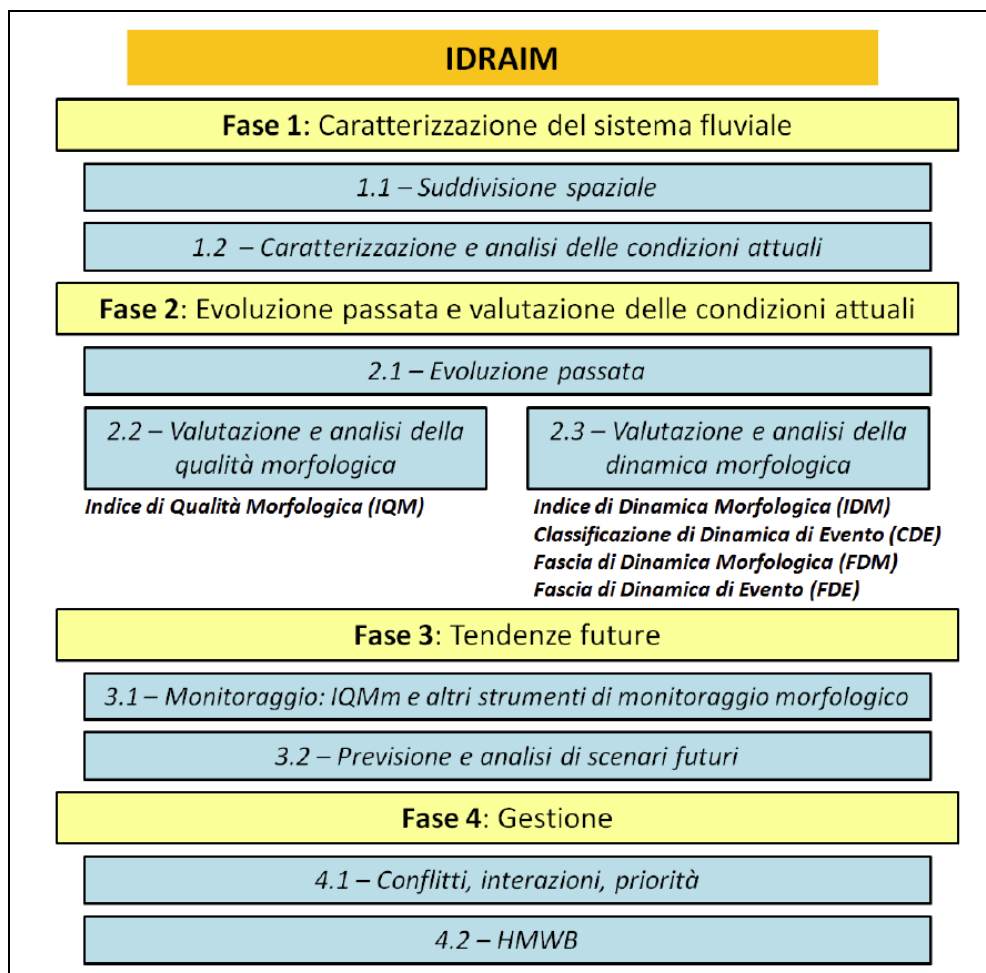 IDRAIM
Fase 1: Caratterizzazione del sistema fluviale
1.1 – Suddivisione spaziale
1.2 – Caratterizzazione e analisi delle condizioni attuali
Fase 2: Evoluzione passata e valutazione delle condizioni attuali
2.1 – Evoluzione passata
2.2 – Valutazione e analisi della
qualità morfologica
Indice di Qualità Morfologica (IQM)
2.3 – Valutazione e analisi della
dinamica morfologica
Indice di Dinamica Morfologica (IDM)
Classificazione di Dinamica di Evento (CDE)
Fascia di Dinamica Morfologica (FDM)
Fascia di Dinamica di Evento (FDE)
Fase 3: Tendenze future
3.1 – Monitoraggio: IQMm e altri strumenti di monitoraggio morfologico
3.2 – Previsione e analisi di scenari futuri
Fase 4: Gestione
4.1 – Conflitti, interazioni, priorità
4.2 – HMWB